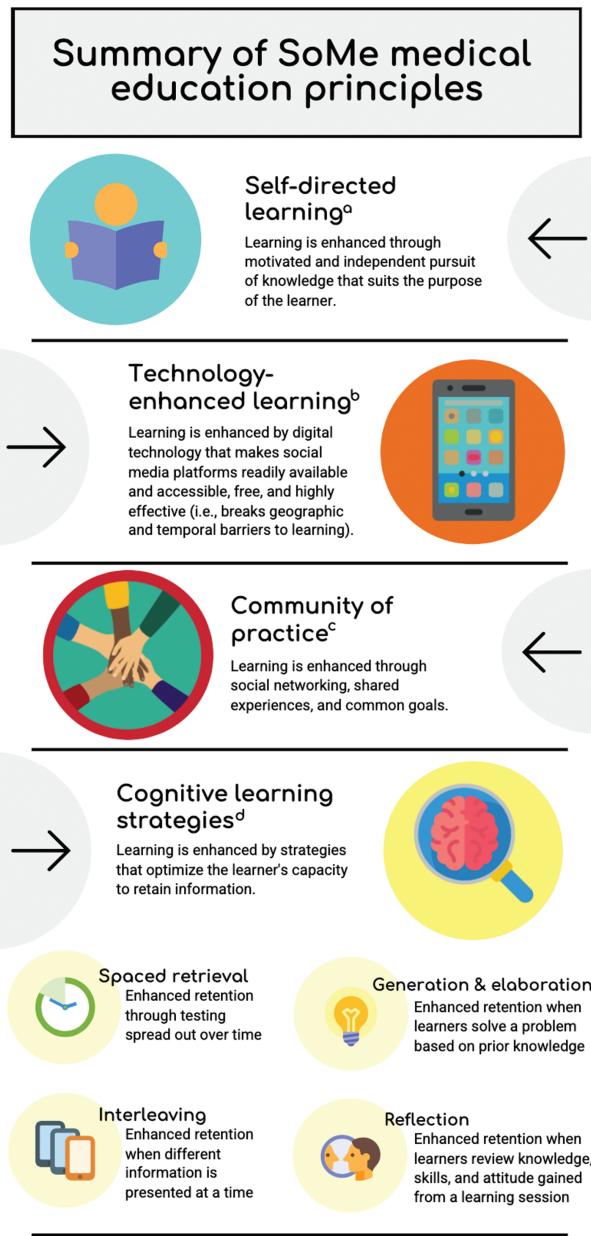 Summary of SoMe medical
education principles
Self-directed
learningᵃ
Learning is enhanced through
motivated and independent pursuit
of knowledge that suits the purpose
of the learner.
Technology-
enhanced learningᵇ
Learning is enhanced by digital
technology that makes social
media platforms readily available
and accessible, free, and highly
effective (i.e., breaks geographic
and temporal barriers to learning).
Community of
practiceᶜ
Learning is enhanced through
social networking, shared
experiences, and common goals.
Cognitive learning
strategiesᵈ
Learning is enhanced by strategies
that optimize the learner's capacity
to retain information.
Spaced retrieval
Enhanced retention
through testing
spread out over time
Generation & elaboration
Enhanced retention when
learners solve a problem
based on prior knowledge
Interleaving
Enhanced retention
when different
information is
presented at a time
Reflection
Enhanced retention when
learners review knowledge,
skills, and attitude gained
from a learning session